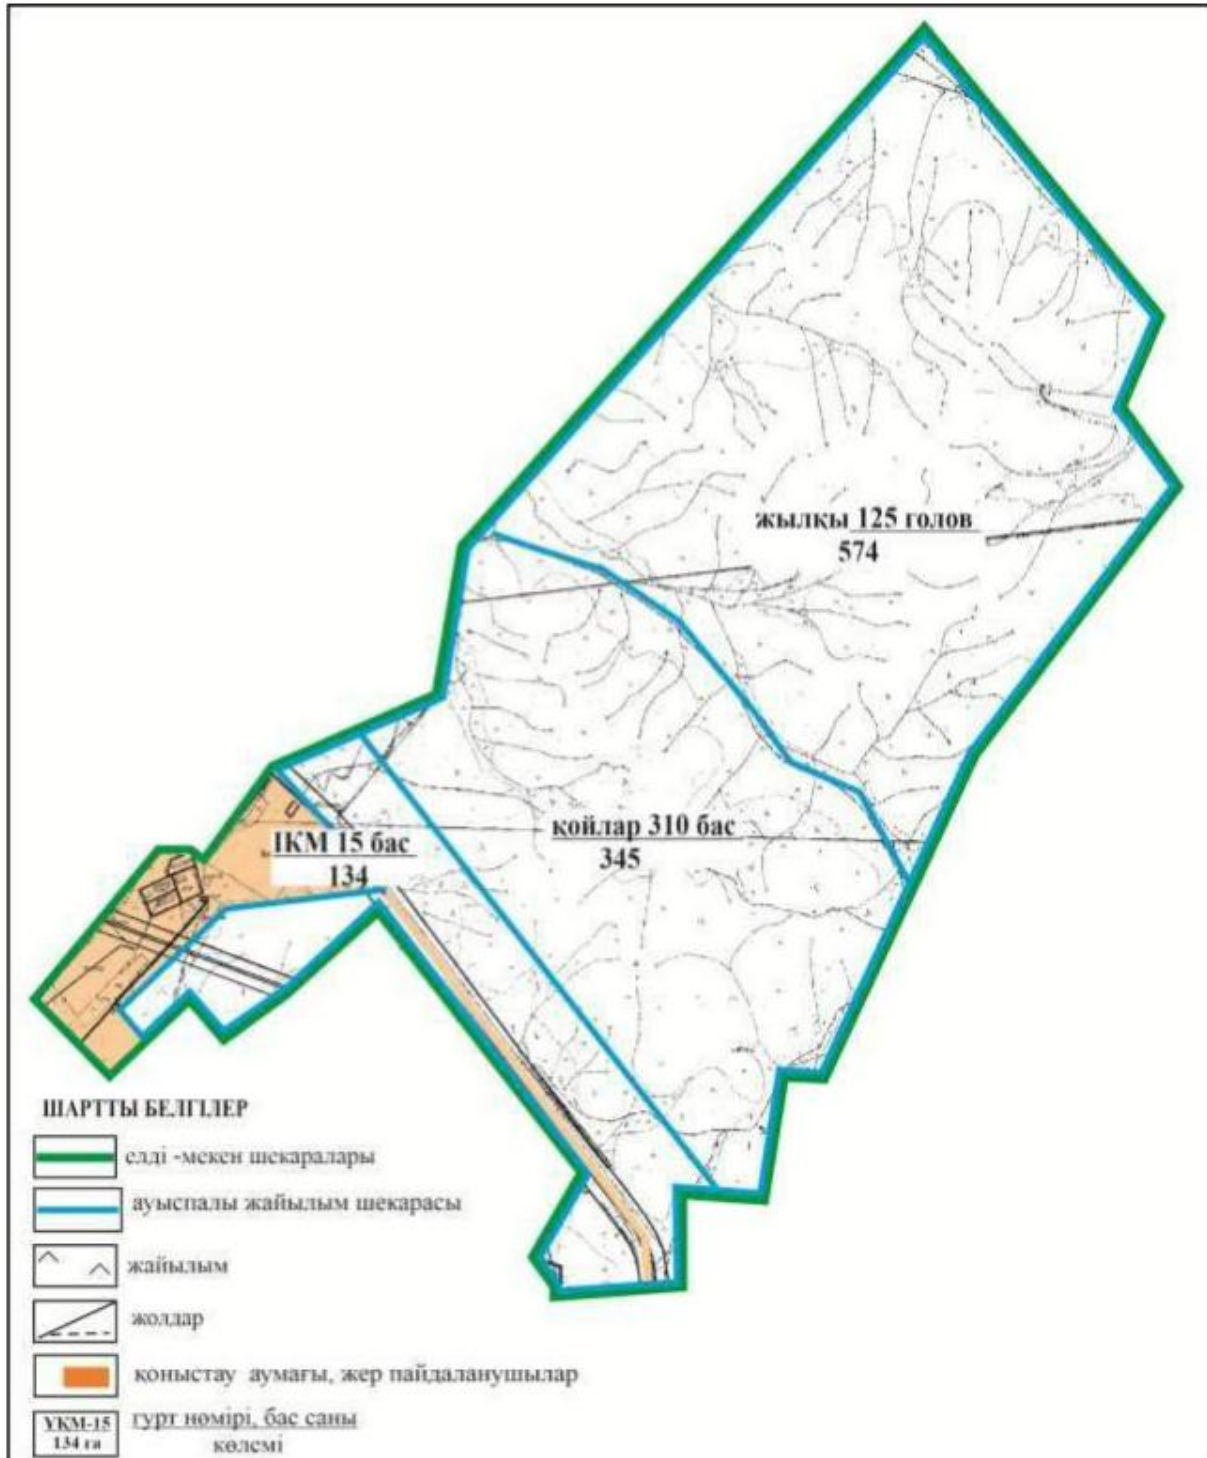 жылқы 125 голов
574
қойлар 310 бас
345
ІКМ 15 бас
134
ШАРТТЫ БЕЛГІЛЕР
елді -мекен шекаралары
ауыспалы жайылым шекарасы
жайылым
жолдар
қоныстау аумағы, жер пайдаланушылар
ҮҚМ-15
134 га
гурт нөмірі, бас саны
көлемі